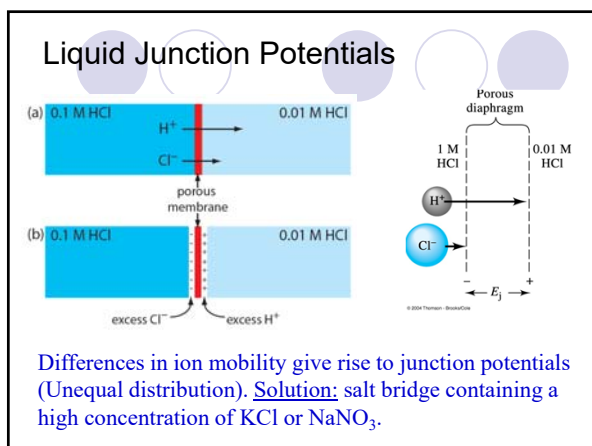 Liquid Junction Potentials
(a) 0.1 M HCl
0.01 M HCl
H⁺
Cl⁻
porous
membrane
(b) 0.1 M HCl
0.01 M HCl
excess Cl⁻
excess H⁺
Porous
diaphragm
1 M
HCl
0.01 M
HCl
H⁺
Cl⁻
− Eⱼ +
© 2004 Thomson - Brooks/Cole
Differences in ion mobility give rise to junction potentials
(Unequal distribution). Solution: salt bridge containing a
high concentration of KCl or NaNO₃.